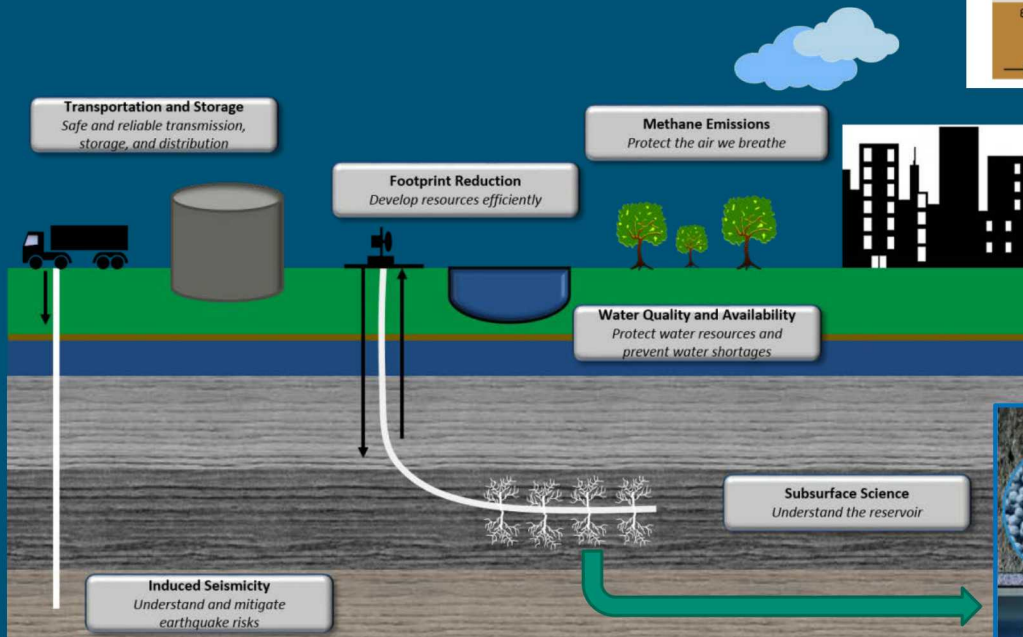 Transportation and Storage
Safe and reliable transmission,
storage, and distribution
Methane Emissions
Protect the air we breathe
Footprint Reduction
Develop resources efficiently
Water Quality and Availability
Protect water resources and
prevent water shortages
Subsurface Science
Understand the reservoir
Induced Seismicity
Understand and mitigate
earthquake risks